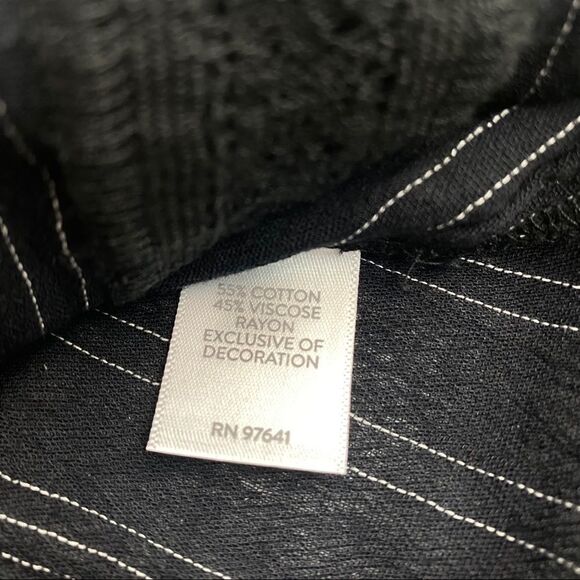 55% COTTON
45% VISCOSE
RAYON
EXCLUSIVE OF
DECORATION
RN 97641